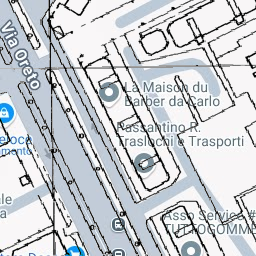 Via Oreto
La Maison du
Barber da Carlo
Passantino R.
Traslochi e Trasporti
Asso Service #
TUTTOGOMME